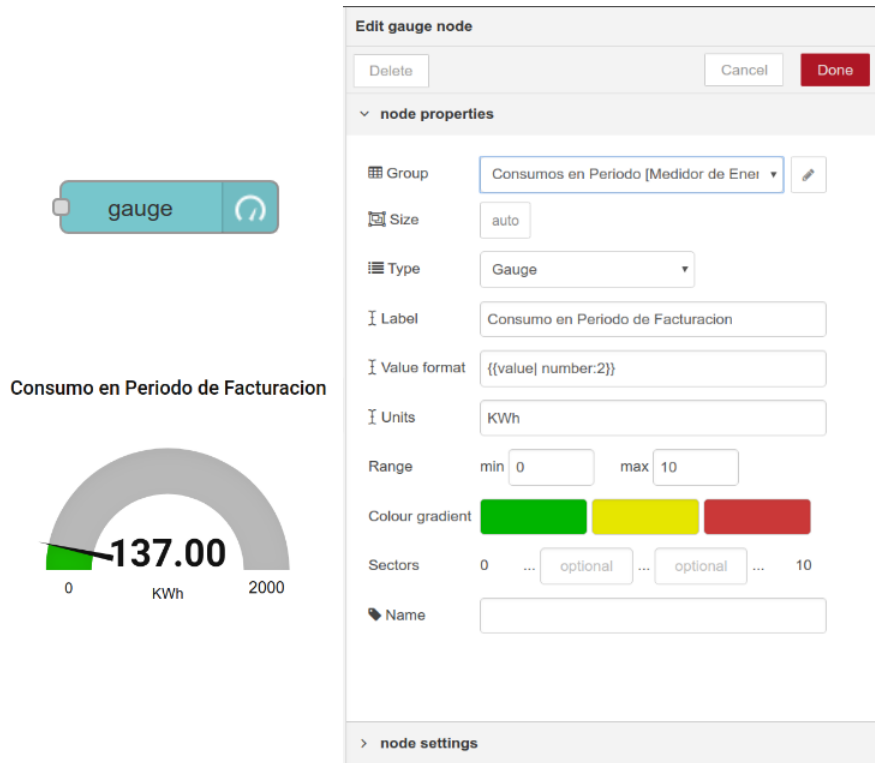 gauge
Consumo en Periodo de Facturacion
137.00
0 KWh 2000
Edit gauge node
Delete Cancel Done
node properties
Group Consumos en Periodo [Medidor de Ener
Size auto
Type Gauge
Label Consumo en Periodo de Facturacion
Value format {{value| number:2}}
Units KWh
Range min 0 max 10
Colour gradient
Sectors 0 ... optional ... optional ... 10
Name
node settings